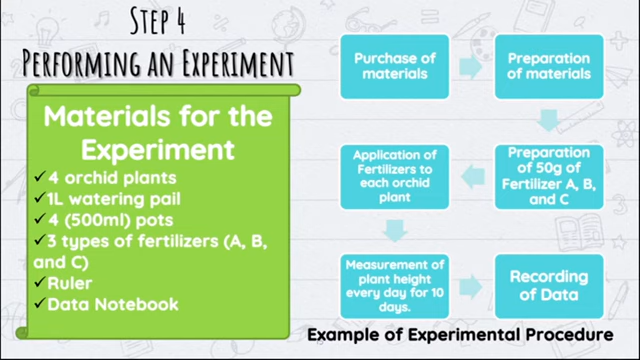 STEP 4
PERFORMING AN EXPERIMENT
Materials for the
Experiment
✓4 orchid plants
✓1L watering pail
✓4 (500ml) pots
✓3 types of fertilizers (A, B,
and C)
✓Ruler
✓Data Notebook
Purchase of
materials
Preparation
of materials
Preparation
of 50g of
Fertilizer A, B,
and C
Application of
Fertilizers to
each orchid
plant
Measurement of
plant height
every day for 10
days.
Recording
of Data
Example of Experimental Procedure